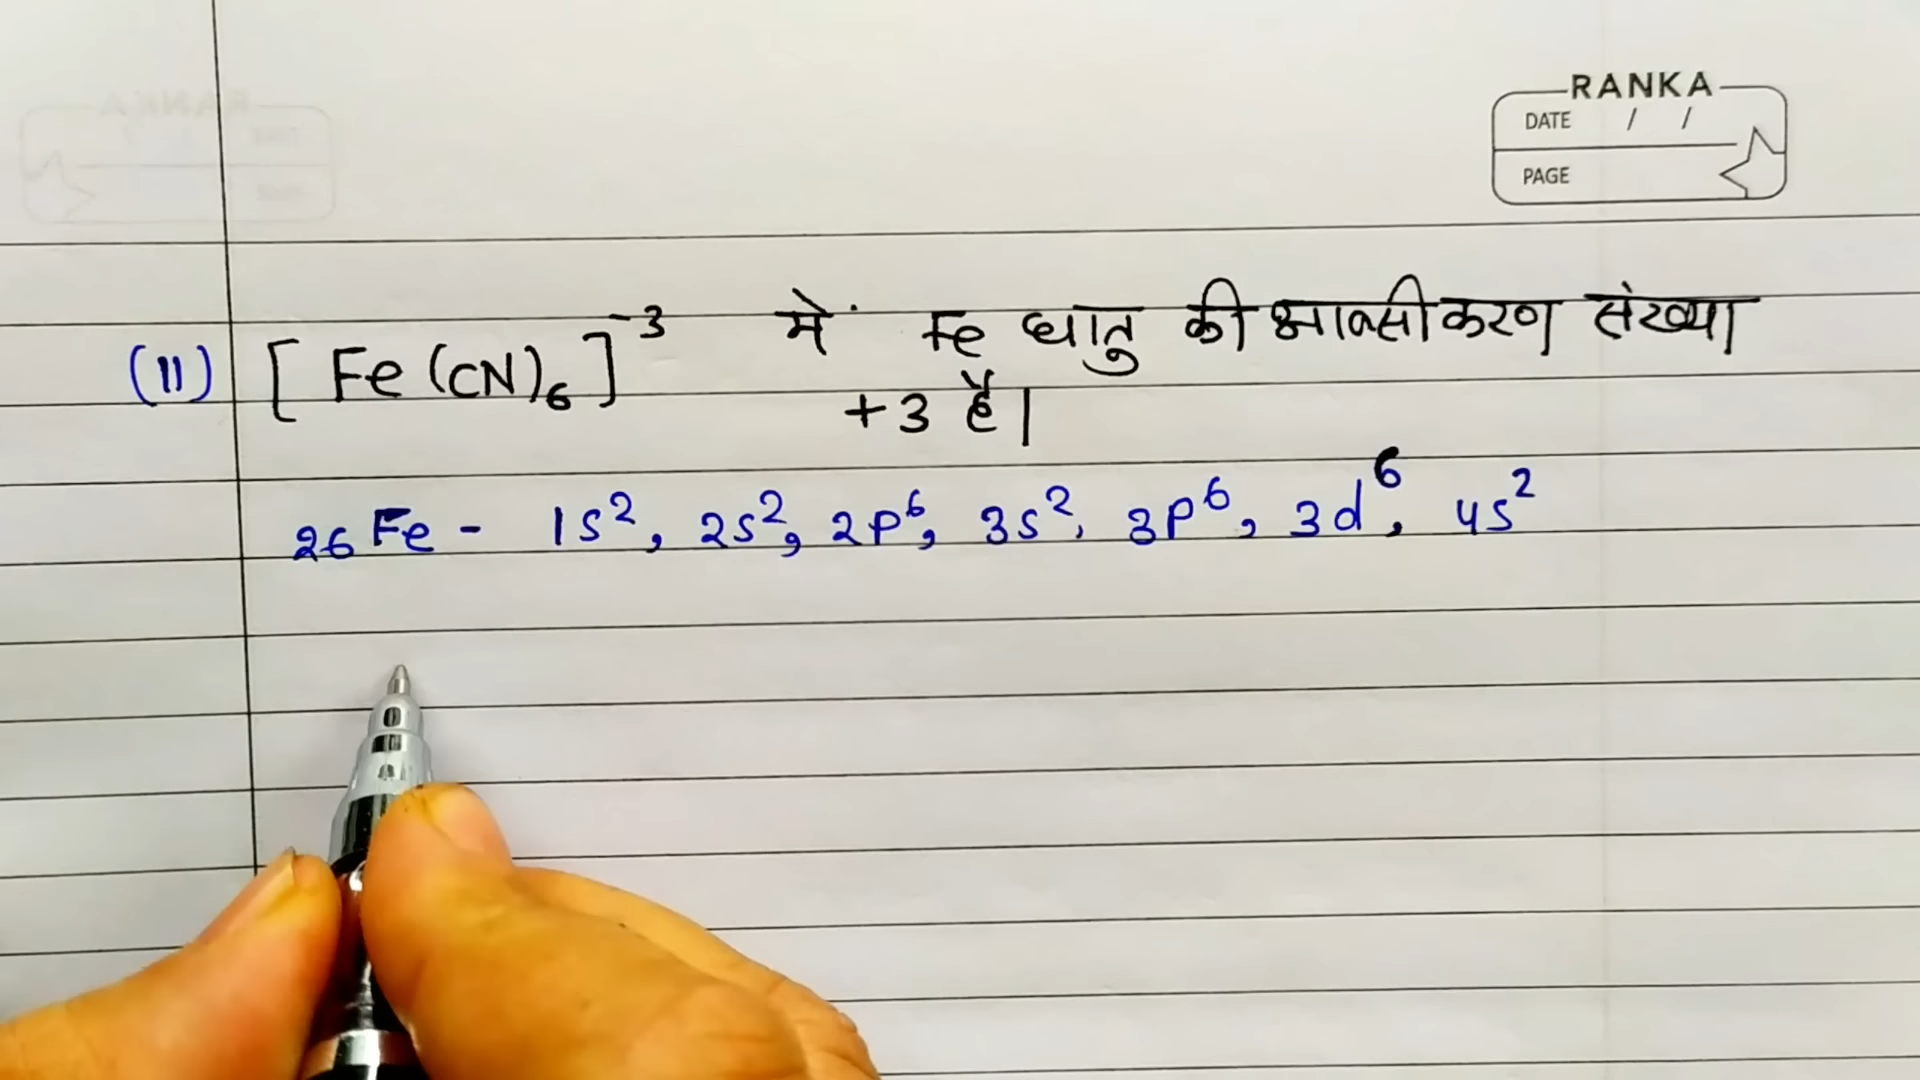 RANKA
DATE / /
PAGE
(II) [Fe(CN)₆]⁻³ में Fe धातु की आक्सीकरण संख्या
+3 है।
₂₆Fe - 1s², 2s², 2p⁶, 3s², 3p⁶, 3d⁶, 4s²